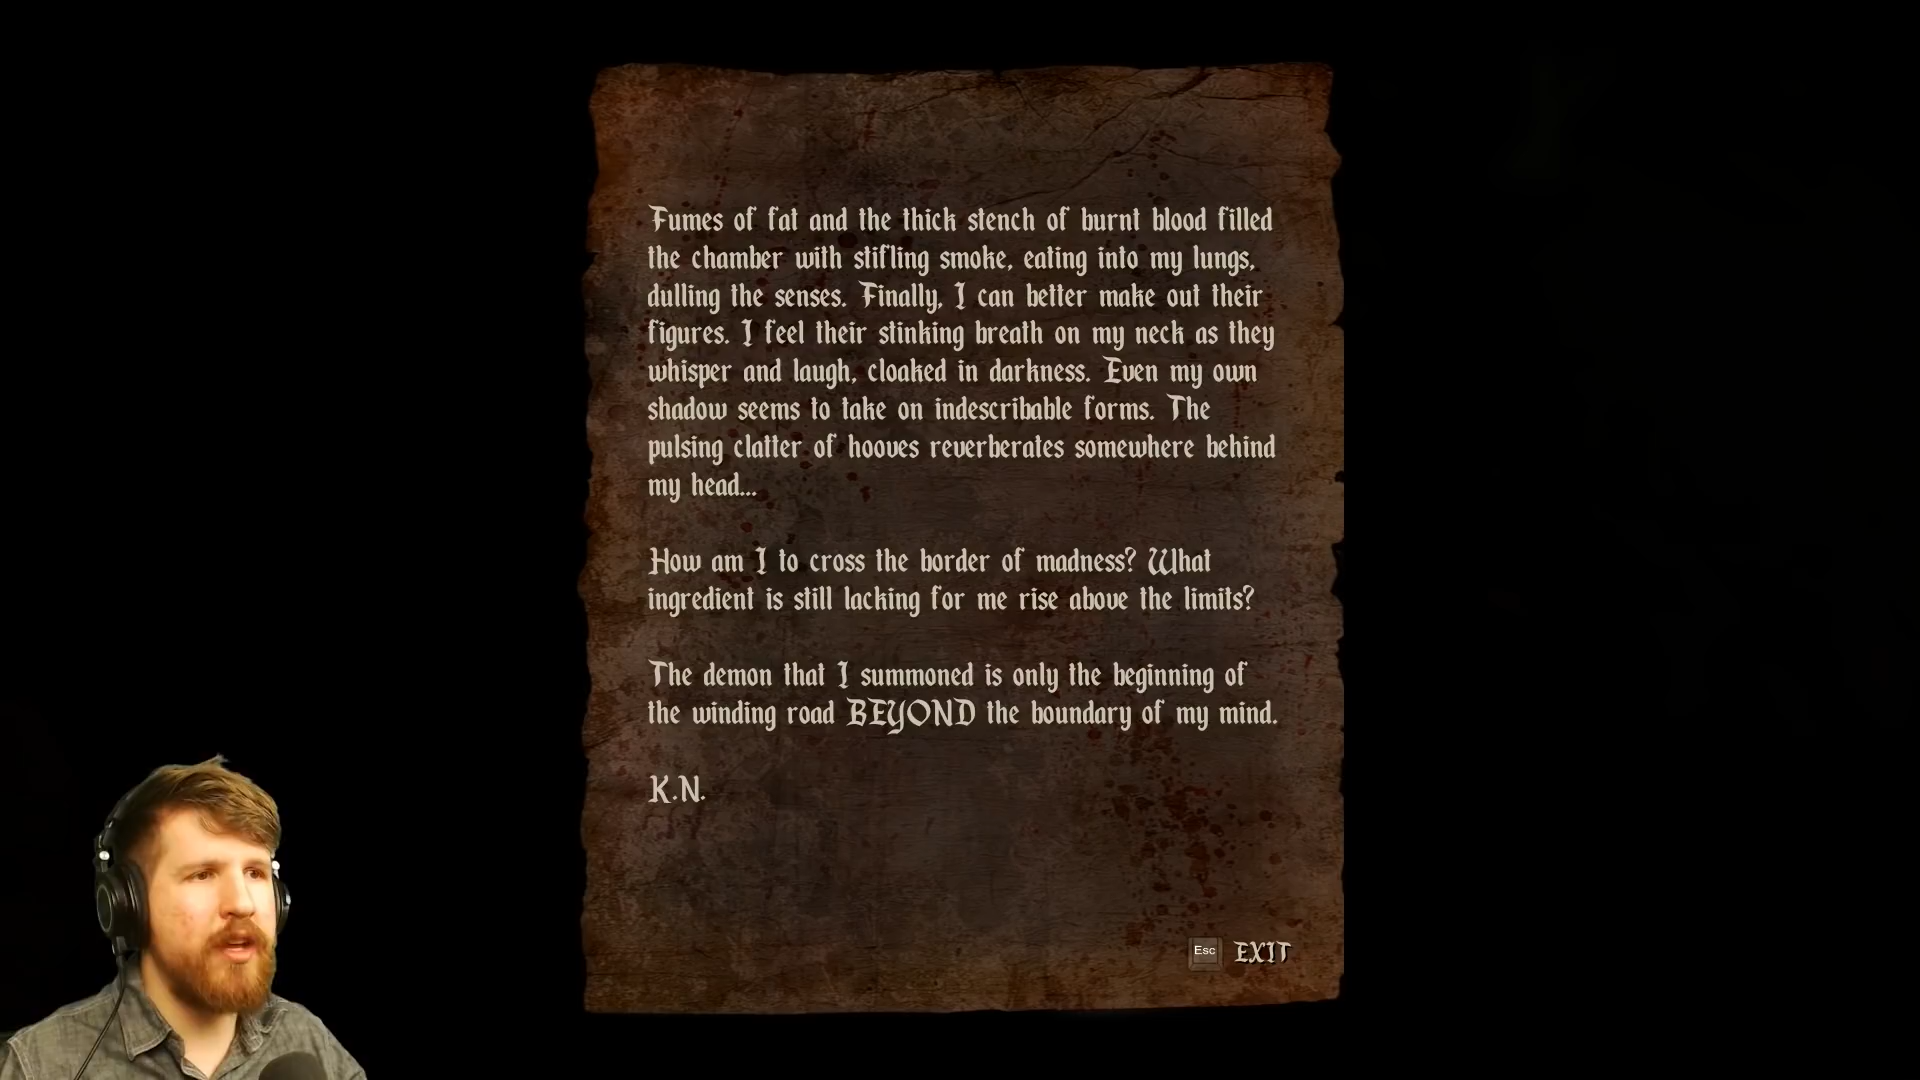 Fumes of fat and the thick stench of burnt blood filled
the chamber with stifling smoke, eating into my lungs,
dulling the senses. Finally, I can better make out their
figures. I feel their stinking breath on my neck as they
whisper and laugh, cloaked in darkness. Even my own
shadow seems to take on indescribable forms. The
pulsing clatter of hooves reverberates somewhere behind
my head...
How am I to cross the border of madness? What
ingredient is still lacking for me rise above the limits?
The demon that I summoned is only the beginning of
the winding road BEYOND the boundary of my mind.
K.N.
Esc EXIT